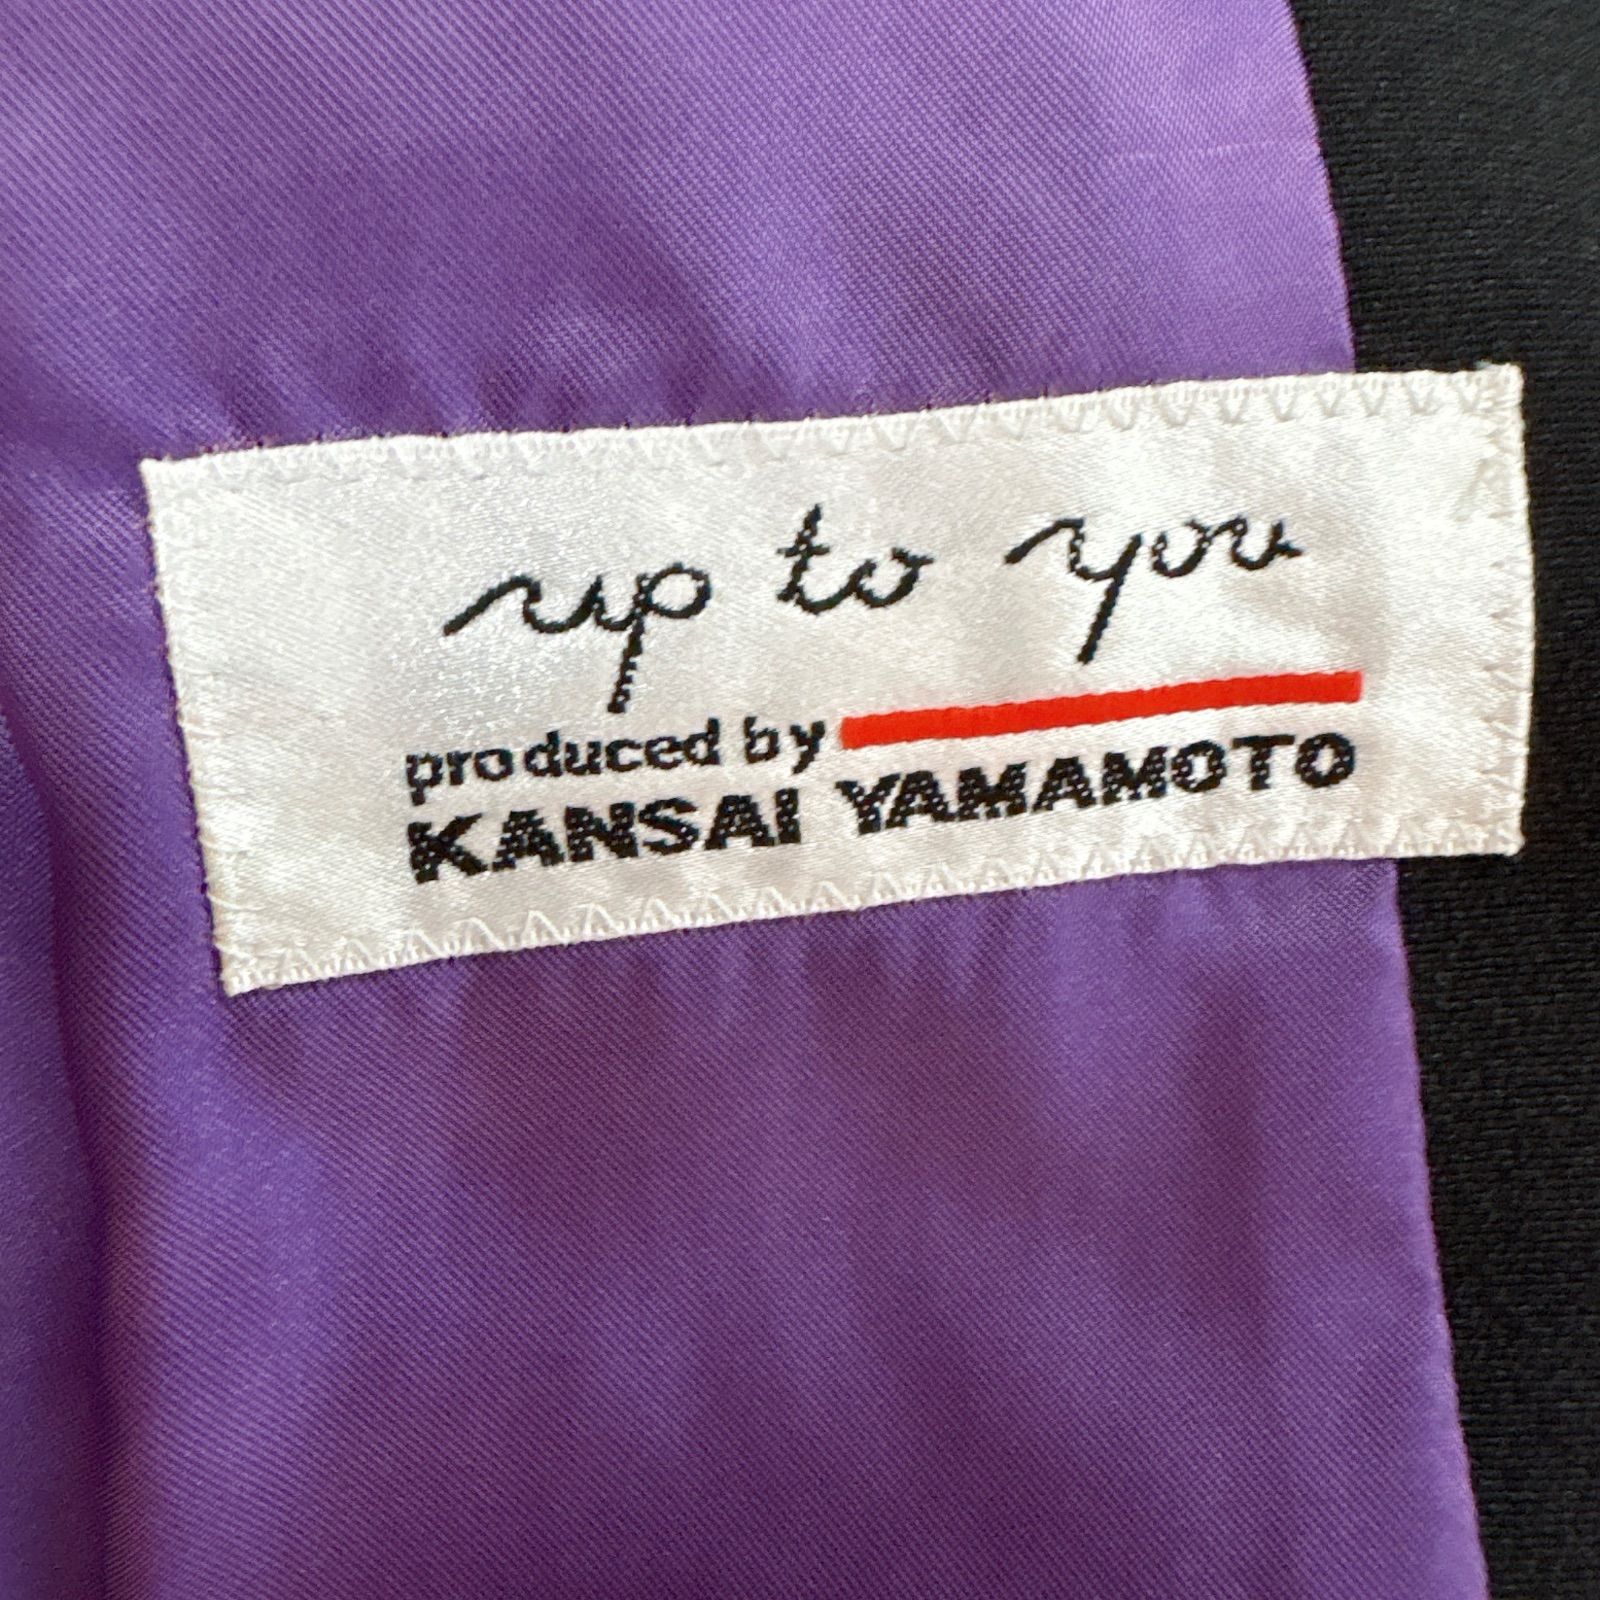 up to you
produced by
KANSAI YAMAMOTO